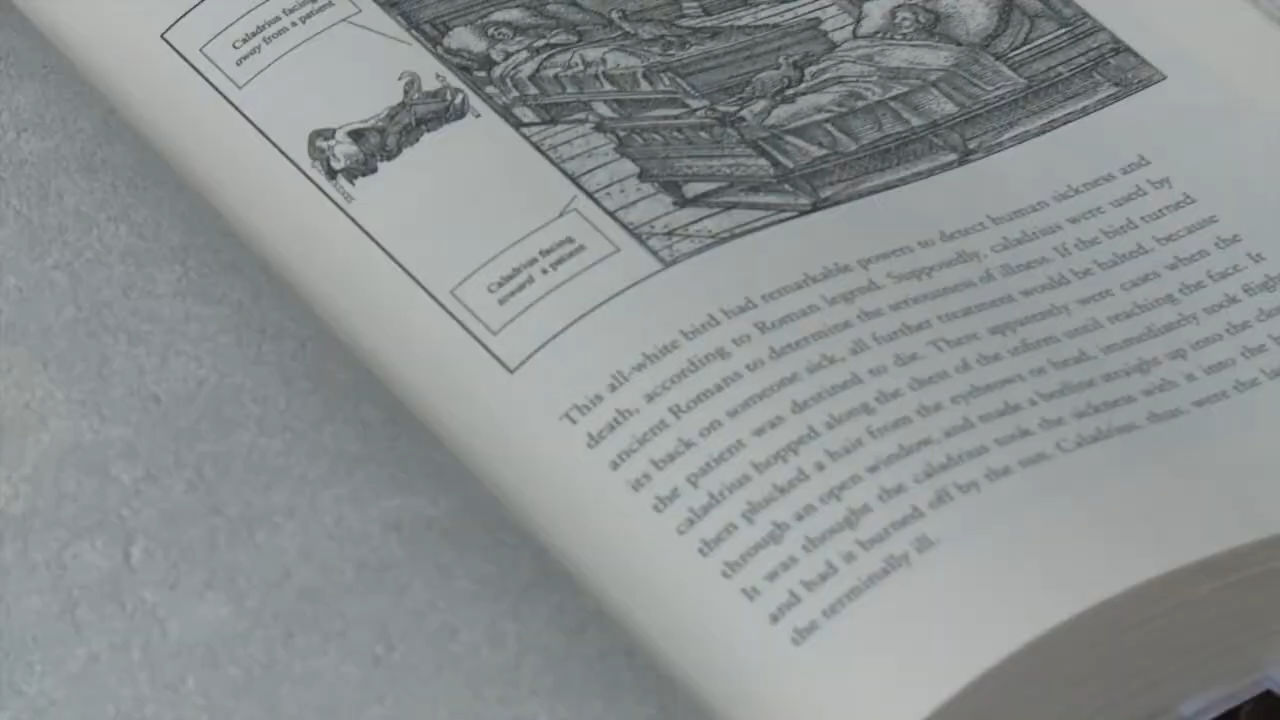 Caladrius facing
away from a patient
Caladrius facing
toward a patient
This all-white bird had remarkable powers to detect human sickness and
death, according to Roman legend. Supposedly, caladrius were used by
ancient Romans to determine the seriousness of illness. If the bird turned
its back on someone sick, all further treatment would be halted, because
the patient was destined to die. There apparently were cases when the
caladrius hopped along the chest of the infirm until reaching the face. It
then plucked a hair from the eyebrows or head, immediately took flight
through an open window, and made a beeline straight up into the
It was thought the caladrius took the sickness with it into the
and had it burned off by the sun. Caladrius, thus, were the
the terminally ill.